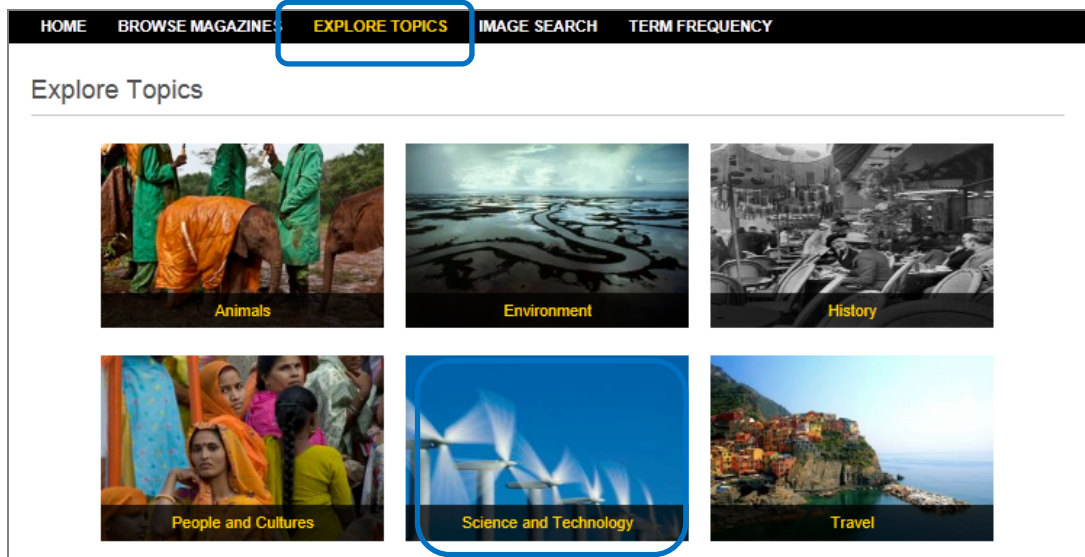 HOME BROWSE MAGAZINES EXPLORE TOPICS IMAGE SEARCH TERM FREQUENCY
Explore Topics
Animals Environment History
People and Cultures Science and Technology Travel